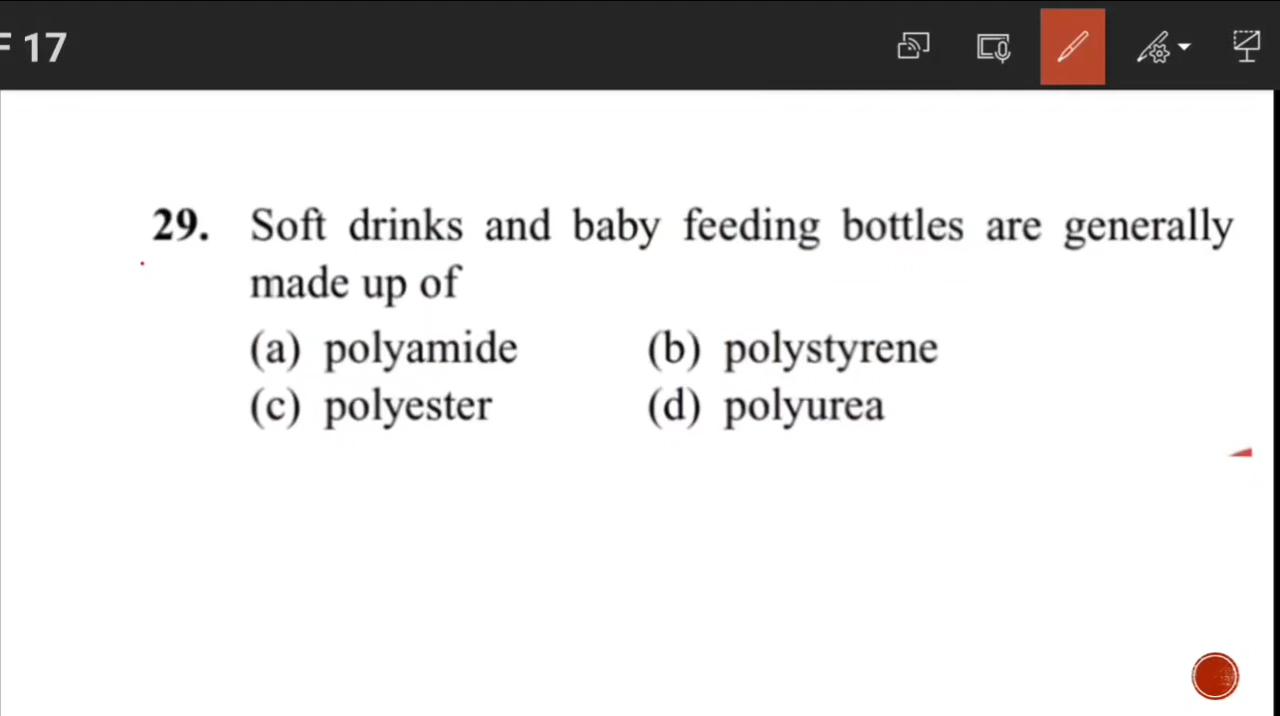 F 17
29. Soft drinks and baby feeding bottles are generally
made up of
(a) polyamide (b) polystyrene
(c) polyester (d) polyurea